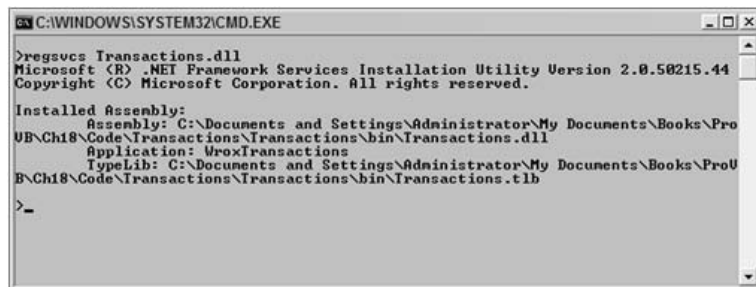 C:\WINDOWS\SYSTEM32\CMD.EXE
>regsvcs Transactions.dll
Microsoft (R) .NET Framework Services Installation Utility Version 2.0.50215.44
Copyright (C) Microsoft Corporation. All rights reserved.
Installed Assembly:
Assembly: C:\Documents and Settings\Administrator\My Documents\Books\Pro
VB\Ch18\Code\Transactions\Transactions\bin\Transactions.dll
Application: WroxTransactions
TypeLib: C:\Documents and Settings\Administrator\My Documents\Books\ProV
B\Ch18\Code\Transactions\Transactions\bin\Transactions.tlb
>_